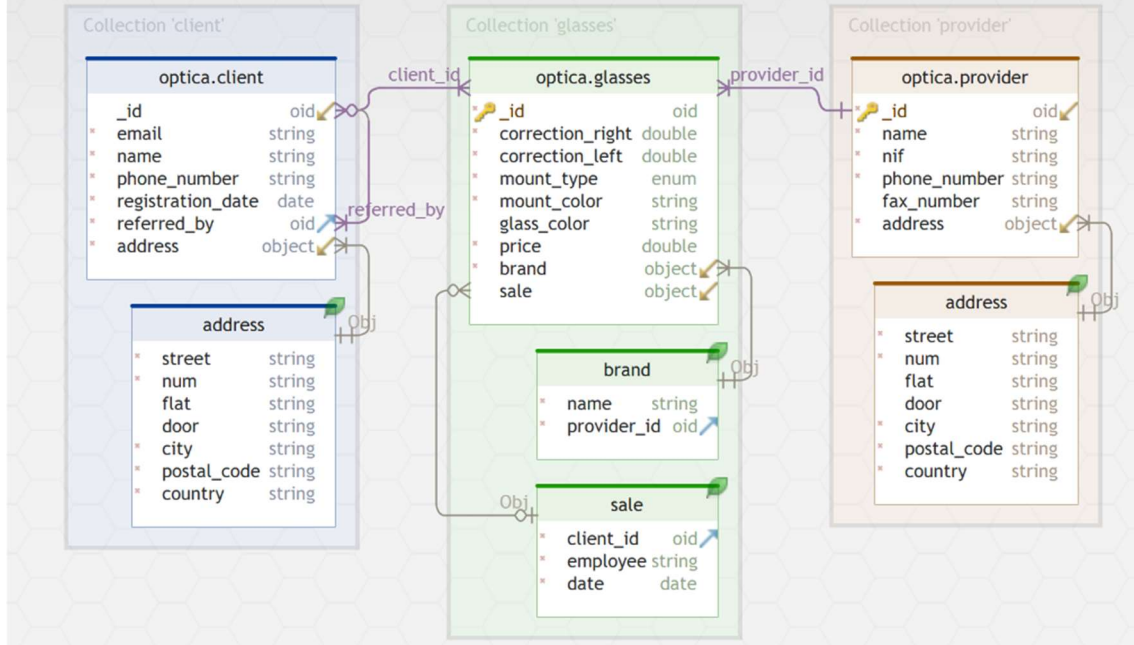 Collection 'client'
optica.client
_id oid
email string
name string
phone_number string
registration_date date
referred_by oid
address object
referred_by
Obj
address
street string
num string
flat string
door string
city string
postal_code string
country string
client_id
Collection 'glasses'
optica.glasses
_id oid
correction_right double
correction_left double
mount_type enum
mount_color string
glass_color string
price double
brand object
sale object
Obj
brand
name string
provider_id oid
Obj
sale
client_id oid
employee string
date date
provider_id
Collection 'provider'
optica.provider
_id oid
name string
nif string
phone_number string
fax_number string
address object
Obj
address
street string
num string
flat string
door string
city string
postal_code string
country string